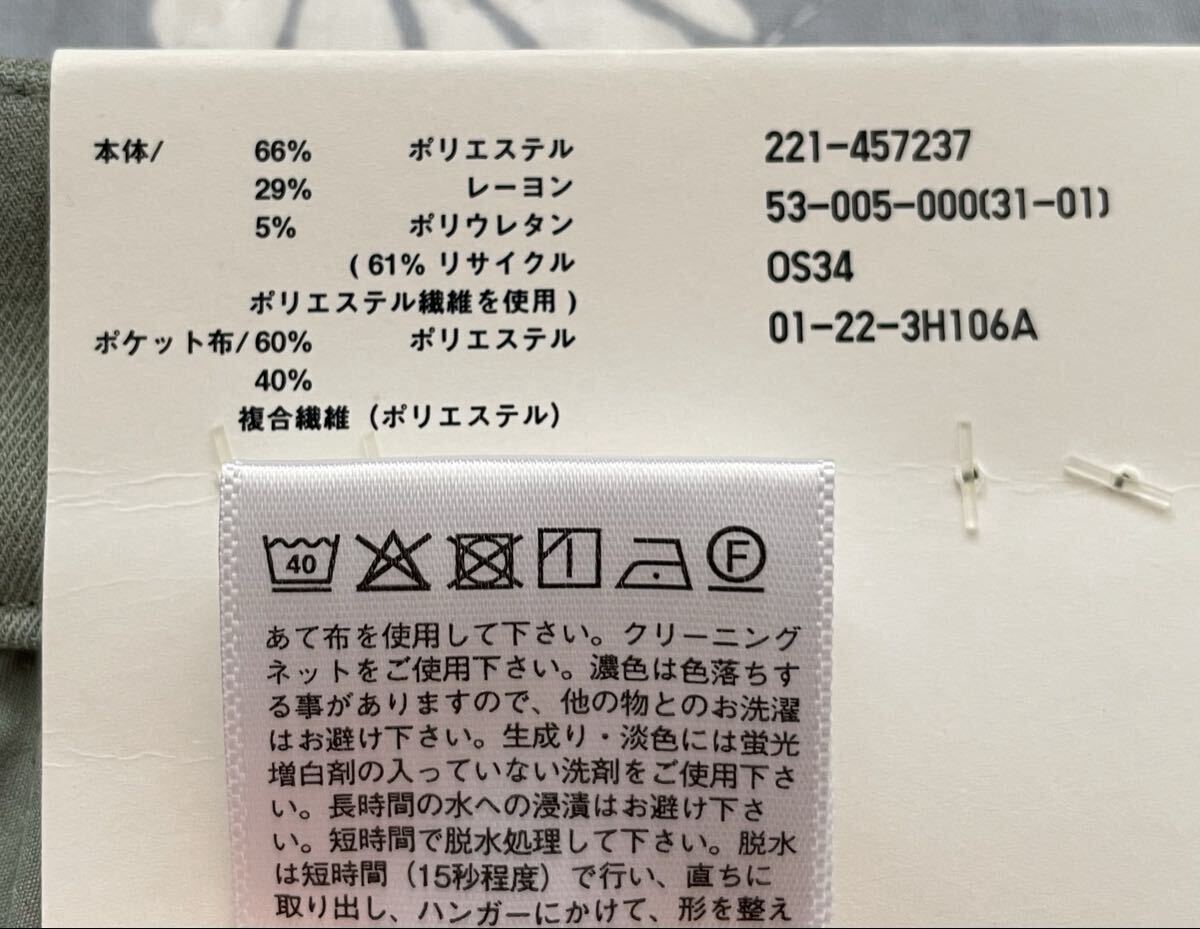 本体/ 66% ポリエステル
29% レーヨン
5% ポリウレタン
( 61% リサイクル
ポリエステル繊維を使用 )
ポケット布/ 60% ポリエステル
40%
複合繊維 (ポリエステル)
221-457237
53-005-000(31-01)
OS34
01-22-3H106A
40 F
あて布を使用して下さい。クリーニング
ネットをご使用下さい。濃色は色落ちす
る事がありますので、他の物とのお洗濯
はお避け下さい。生成り・淡色には蛍光
増白剤の入っていない洗剤をご使用下さ
い。長時間の水への浸漬はお避け下さ
い。短時間で脱水処理して下さい。脱水
は短時間（15秒程度）で行い、直ちに
取り出し、ハンガーにかけて、形を整え